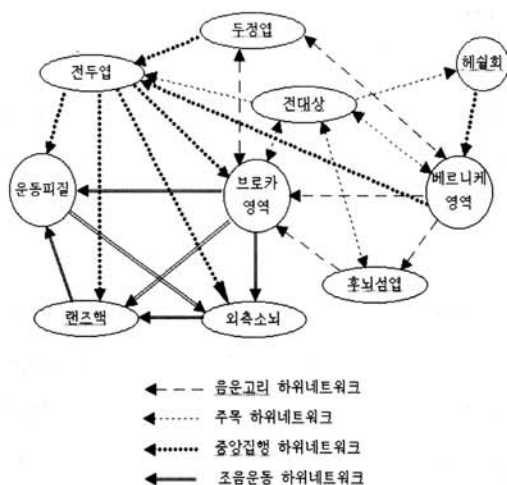 두정엽
전두엽
헤쉴회
전대상
운동피질
브로카
영역
베르니케
영역
후뇌섬엽
랜즈핵
외측소뇌
음운고리 하위네트워크
주목 하위네트워크
중앙집행 하위네트워크
조음운동 하위네트워크